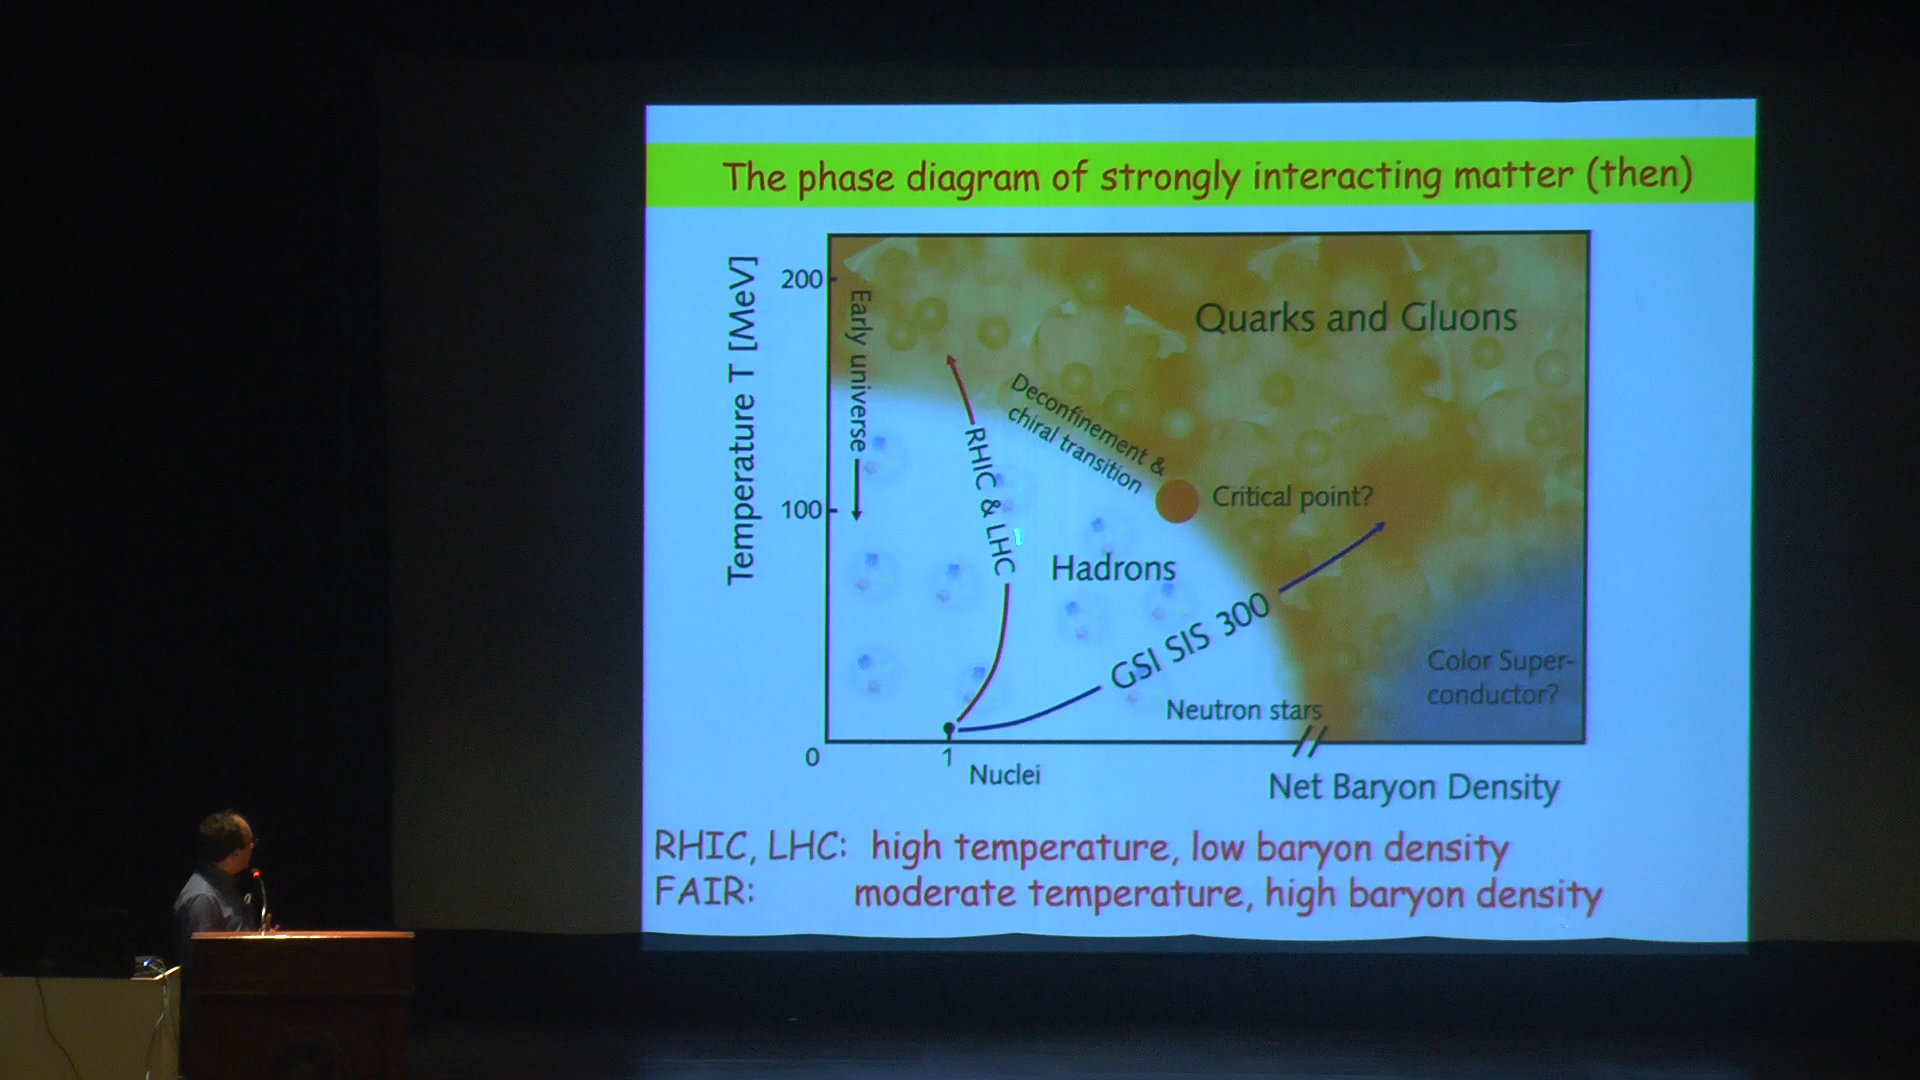 The phase diagram of strongly interacting matter (then)
Temperature T [MeV]
200
100
0
Early universe
RHIC & LHC
Deconfinement &
chiral transition
Quarks and Gluons
Critical point?
Hadrons
GSI SIS 300
Color Super-
conductor?
Neutron stars
1
Nuclei
Net Baryon Density
RHIC, LHC: high temperature, low baryon density
FAIR: moderate temperature, high baryon density